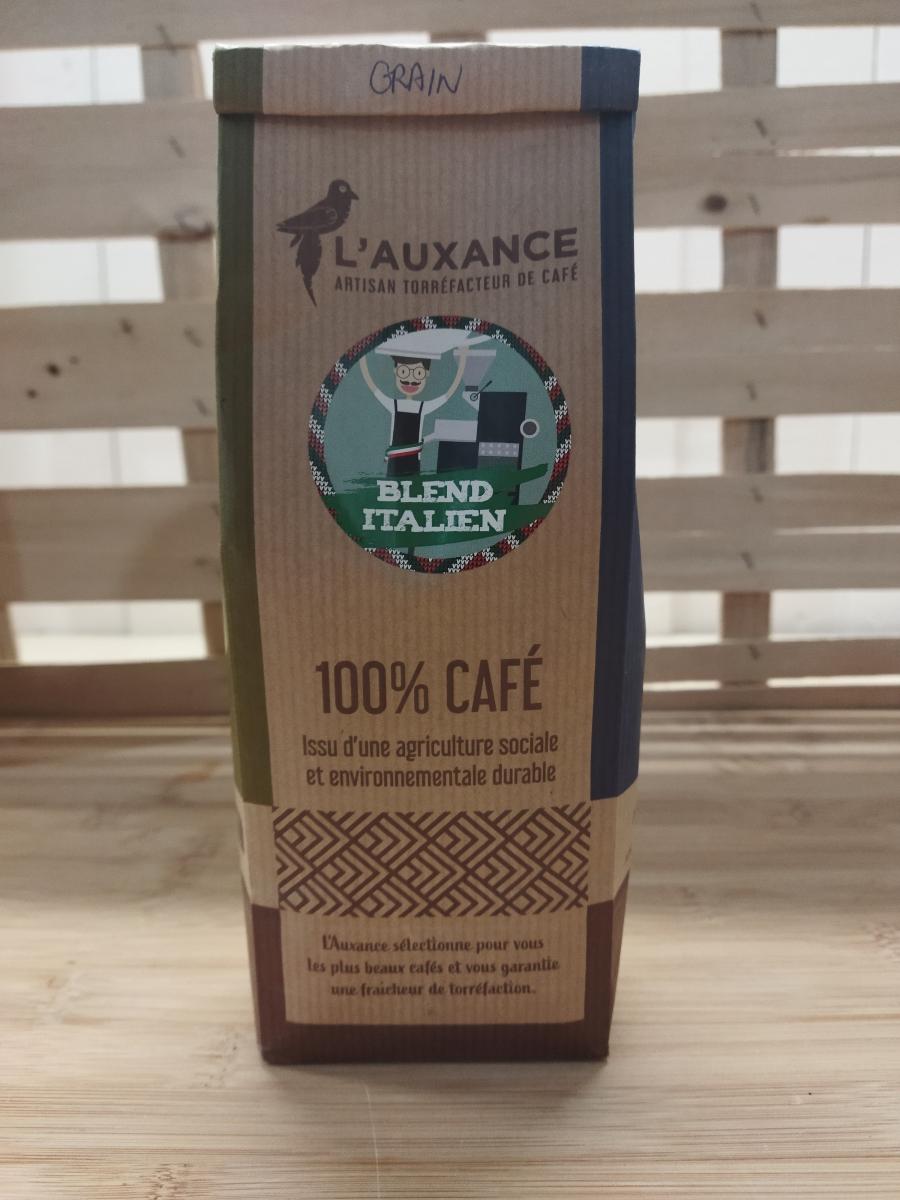 GRAIN
L'AUXANCE
ARTISAN TORRÉFACTEUR DE CAFÉ
BLEND
ITALIEN
100% CAFÉ
Issu d'une agriculture sociale
et environnementale durable
L'Auxance sélectionne pour vous
les plus beaux cafés et vous garantie
une fraîcheur de torréfaction.